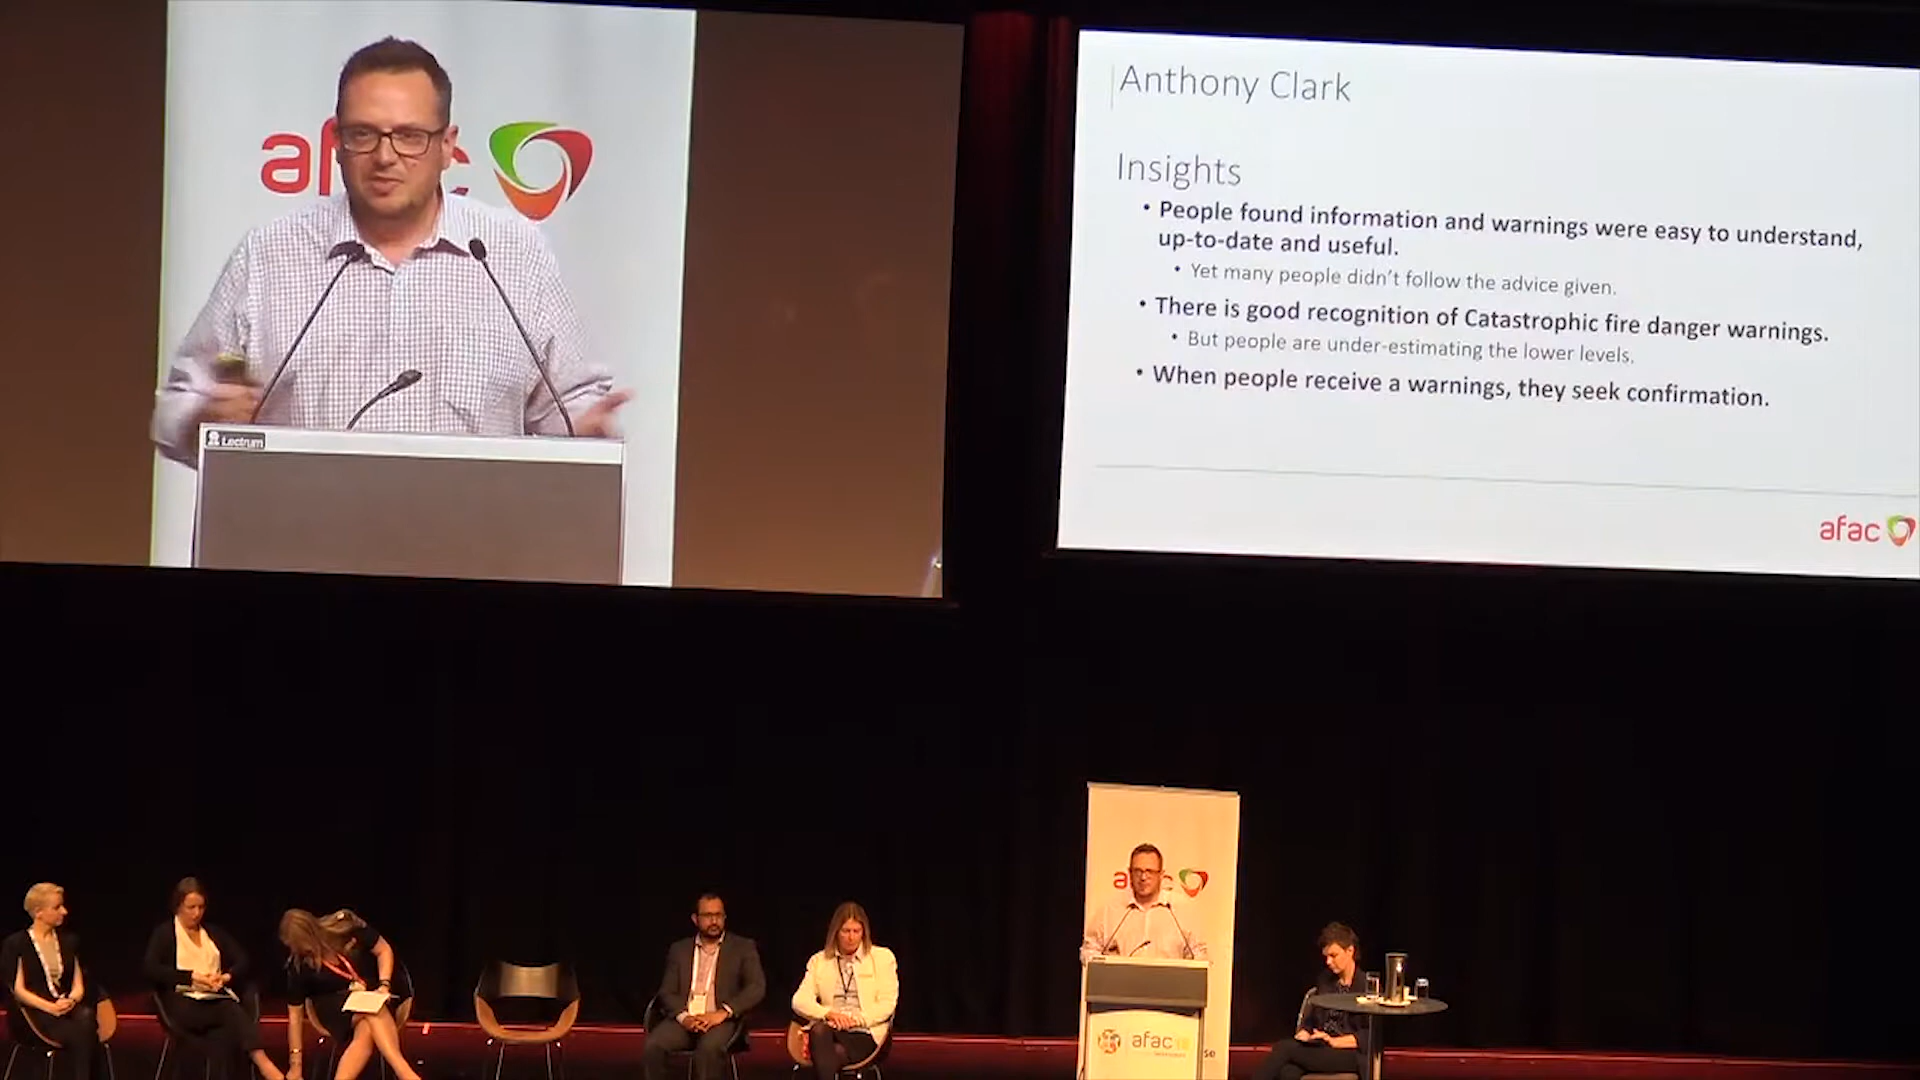 afac
Lectrum
Anthony Clark
Insights
• People found information and warnings were easy to understand,
up-to-date and useful.
• Yet many people didn't follow the advice given.
• There is good recognition of Catastrophic fire danger warnings.
• But people are under-estimating the lower levels.
• When people receive a warnings, they seek confirmation.
afac
afac